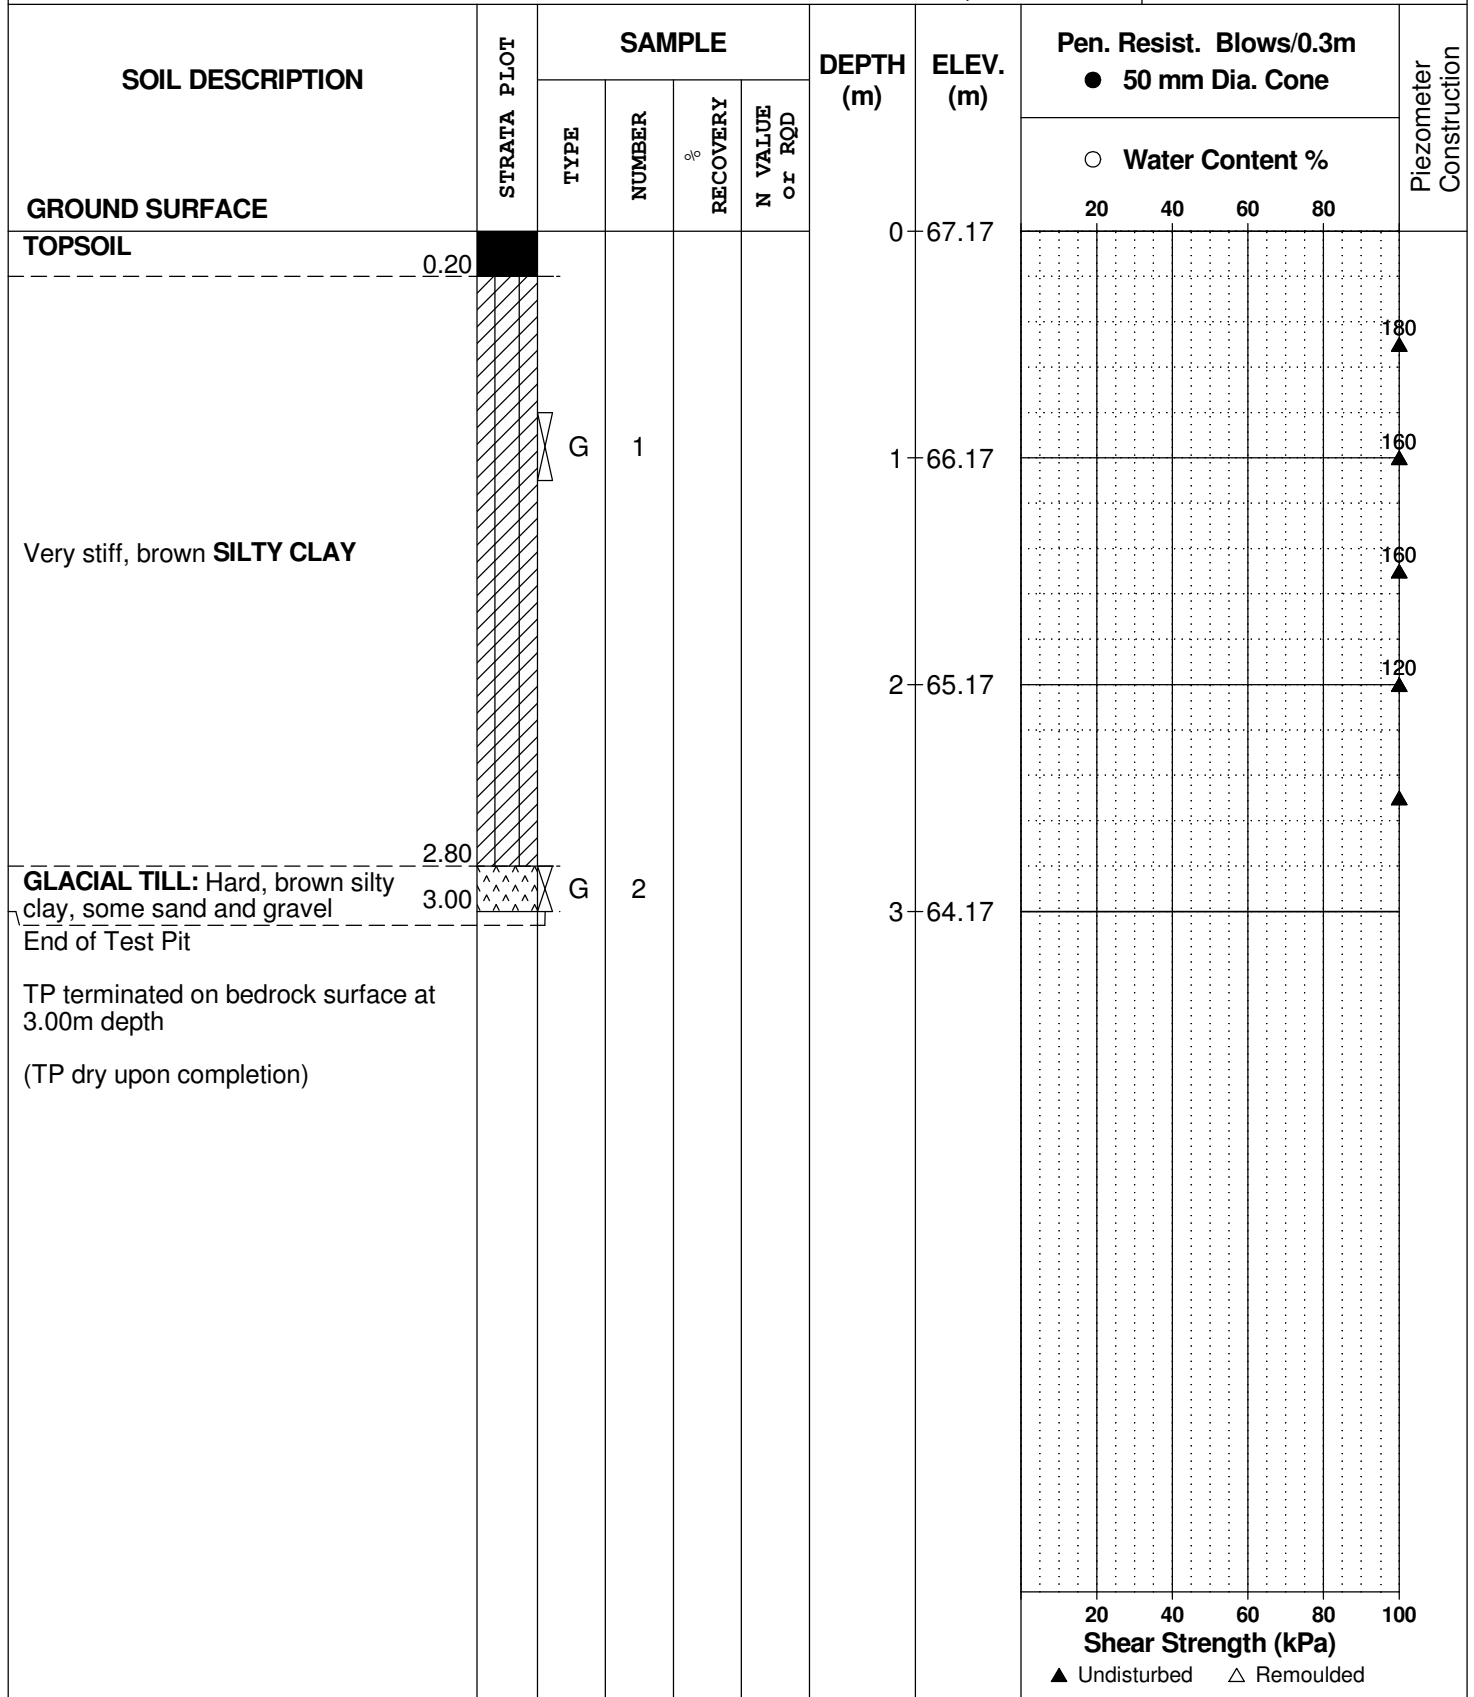 SOIL DESCRIPTION
STRATA PLOT
SAMPLE
TYPE
NUMBER
%
RECOVERY
N VALUE
or RQD
DEPTH
(m)
ELEV.
(m)
Pen. Resist. Blows/0.3m
● 50 mm Dia. Cone
○ Water Content %
20 40 60 80
Piezometer
Construction
GROUND SURFACE
0 67.17
TOPSOIL
0.20
180
G 1
160
1 66.17
Very stiff, brown SILTY CLAY
160
120
2 65.17
2.80
GLACIAL TILL: Hard, brown silty
clay, some sand and gravel
3.00
G 2
3 64.17
End of Test Pit
TP terminated on bedrock surface at
3.00m depth
(TP dry upon completion)
20 40 60 80 100
Shear Strength (kPa)
▲ Undisturbed △ Remoulded